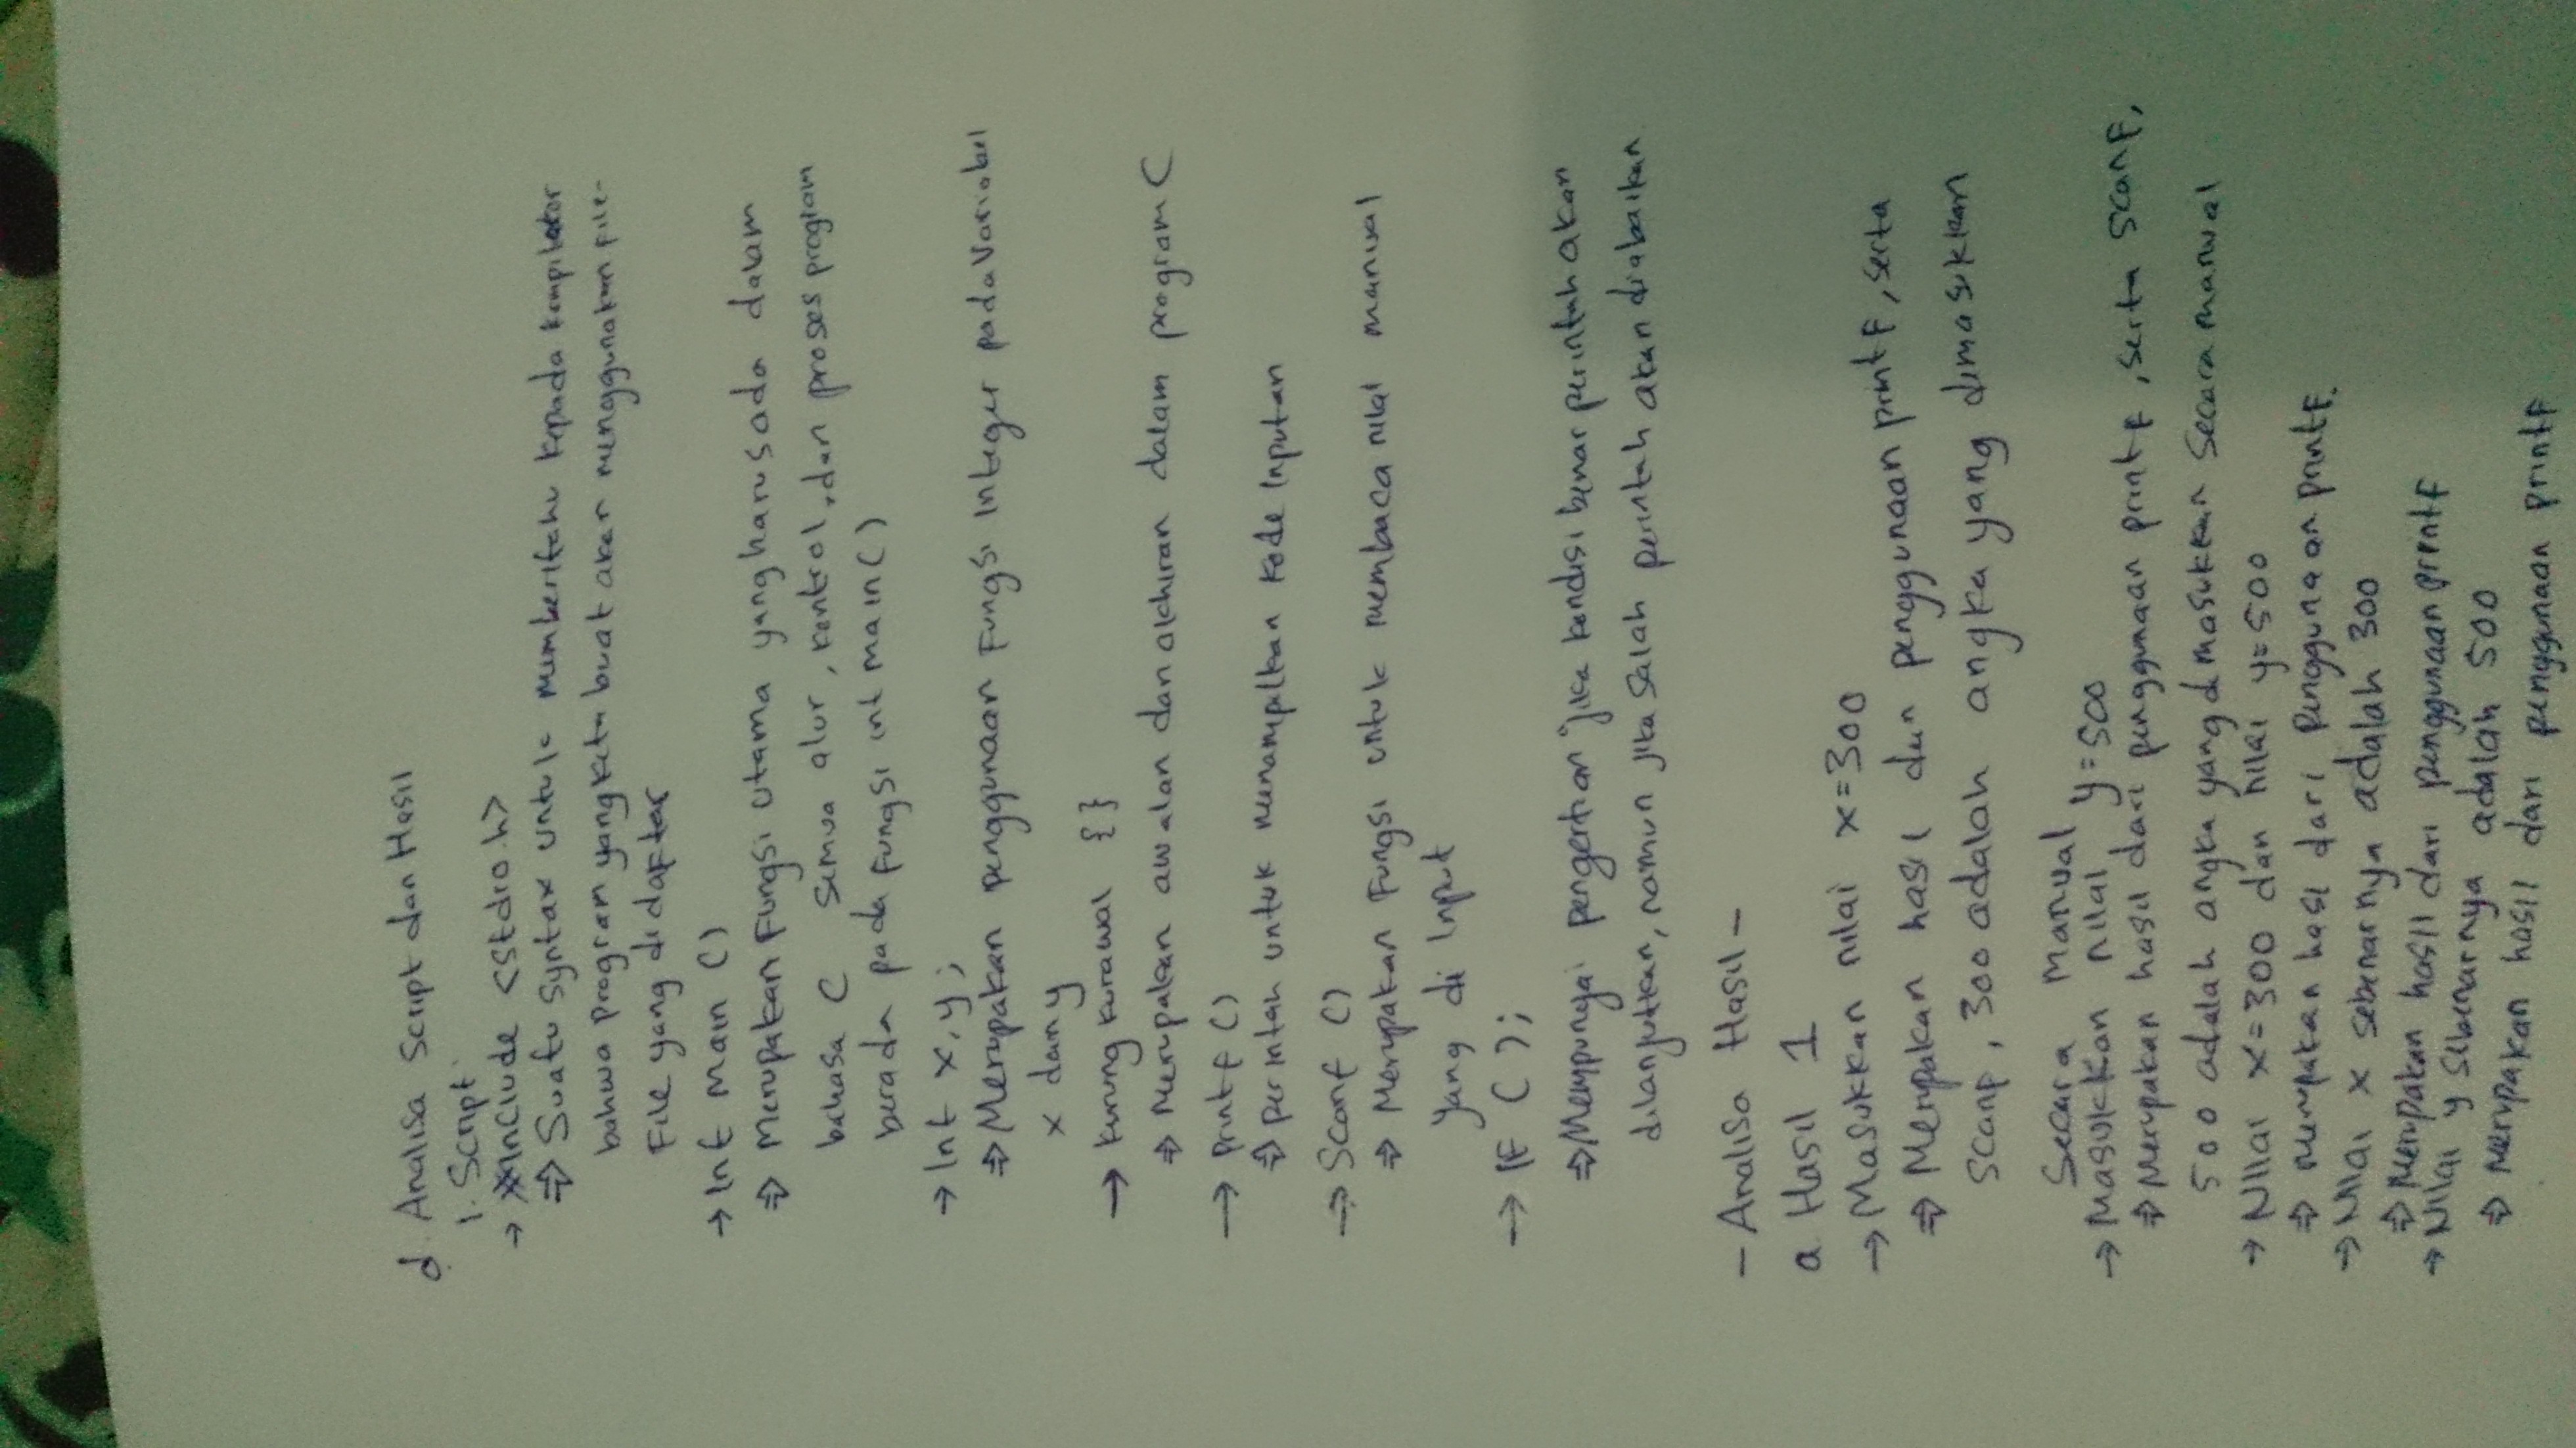 d. Analisa Script dan Hasil
1. Script
→ #include <stdio.h>
⇒ Suatu syntax untuk memberitahu kepada kompilator
bahwa program yang kita buat akan menggunakan file-
file yang didaftar
→ Int main ()
⇒ Merupakan Fungsi utama yang harus ada dalam
bahasa C semua alur, kontrol, dan proses program
berada pada fungsi int main()
→ Int x,y;
⇒ Merupakan penggunaan Fungsi Integer pada Variabel
x dan y
→ kurung kurawal {}
⇒ Merupakan awalan dan akhiran dalam program C
→ printf ()
⇒ perintah untuk menampilkan kode Inputan
→ Scanf ()
⇒ Merupakan Fungsi untuk membaca nilai manual
yang di Input
→ IF ( );
⇒ Mempunyai pengertian "jika kondisi benar perintah akan
dilanjutkan, namun jika salah perintah akan diabaikan
- Analisa Hasil -
a. Hasil 1
→ Masukkan nilai x=300
⇒ Merupakan hasil dan penggunaan printf, serta
scanf, 300 adalah angka yang dimasukkan
Secara Manual
→ Masukkan nilai y=500
⇒ Merupakan hasil dari penggunaan printf, serta scanf,
500 adalah angka yang dimasukkan Secara manual
→ Nilai x=300 dan nilai y=500
⇒ merupakan hasl dari Penggunaan printf.
→ Nilai x sebenarnya adalah 300
⇒ Merupakan hasil dari penggunaan printf
→ Nilai y sebenarnya adalah 500
⇒ merupakan hasil dari penggunaan printf